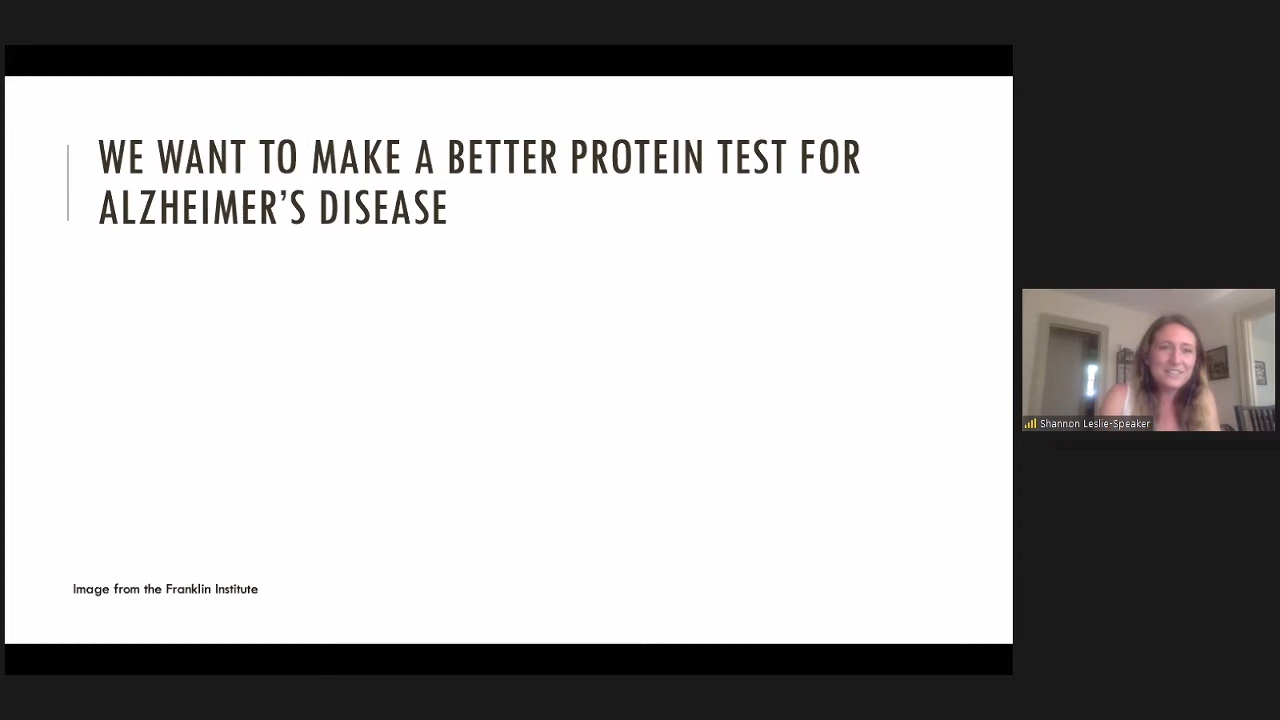 WE WANT TO MAKE A BETTER PROTEIN TEST FOR
ALZHEIMER’S DISEASE
Image from the Franklin Institute
Shannon Leslie-Speaker